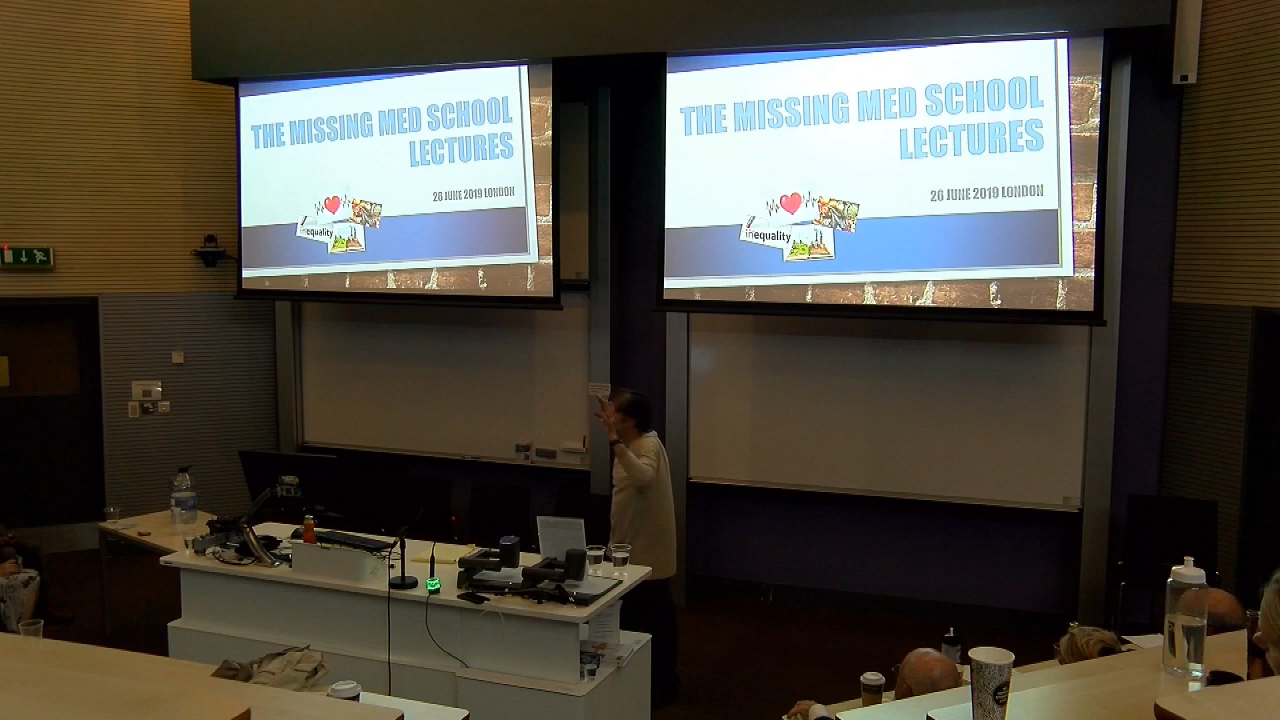 THE MISSING MED SCHOOL
LECTURES
26 JUNE 2019 LONDON
inequality
THE MISSING MED SCHOOL
LECTURES
26 JUNE 2019 LONDON
inequality